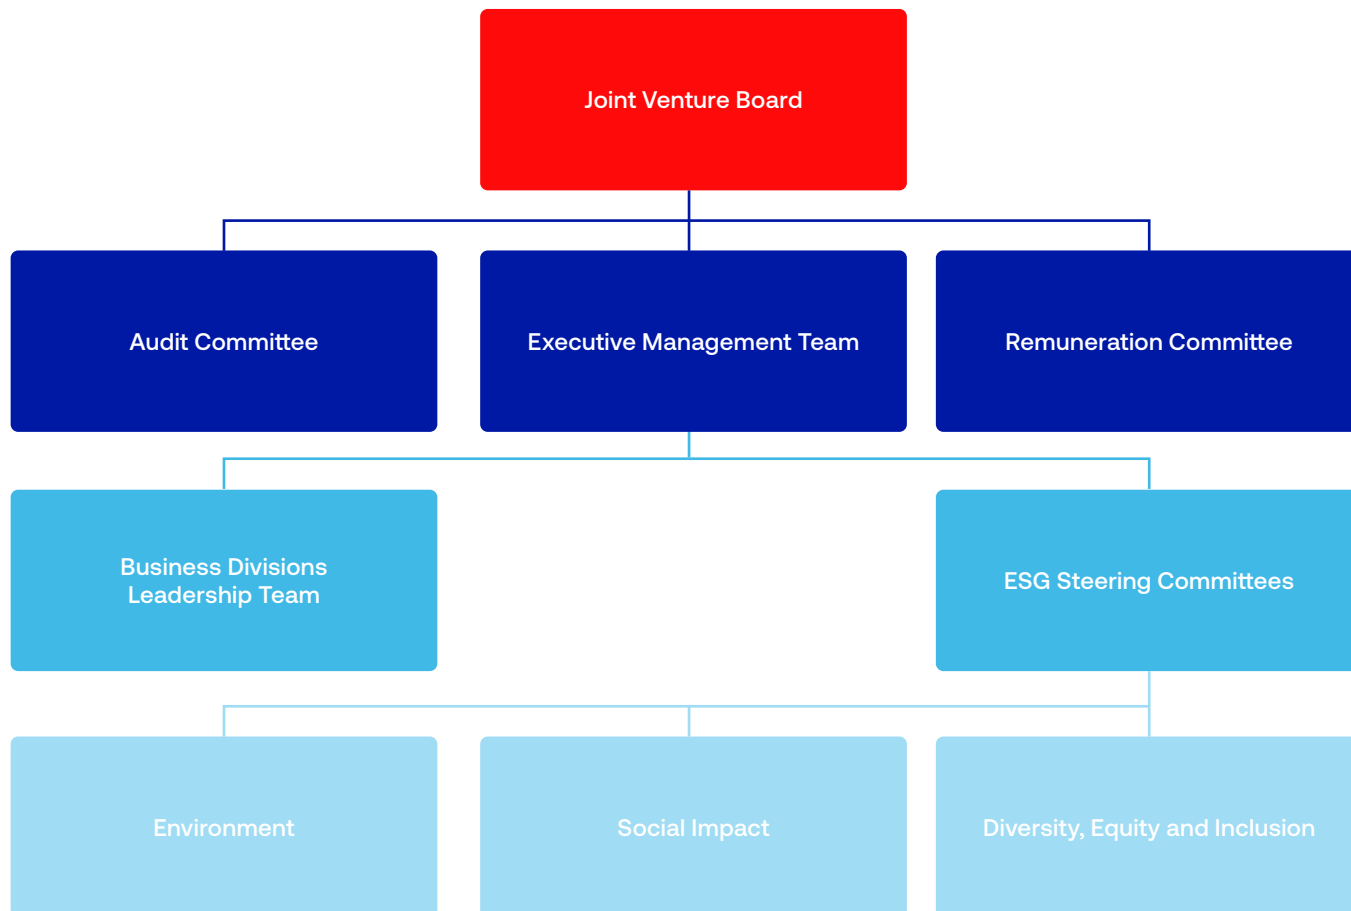 Joint Venture Board
Audit Committee
Executive Management Team
Remuneration Committee
Business Divisions
Leadership Team
ESG Steering Committees
Environment
Social Impact
Diversity, Equity and Inclusion